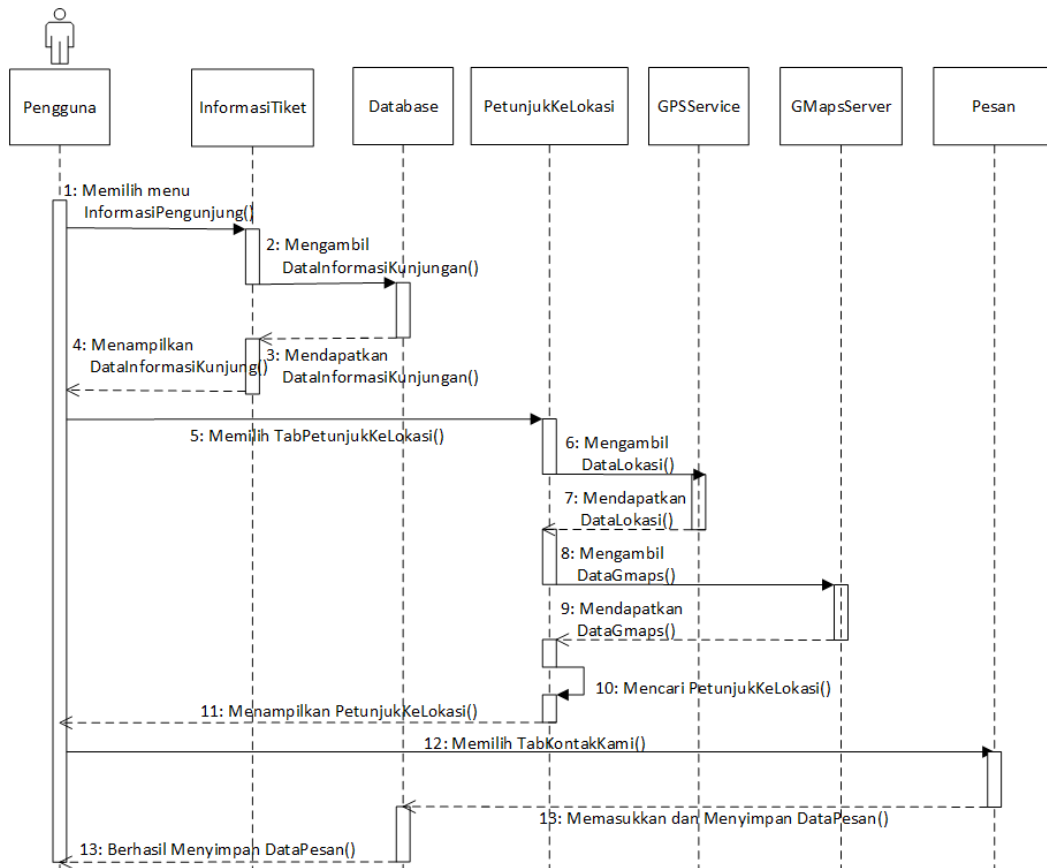 Pengguna
InformasiTiket
Database
PetunjukKeLokasi
GPSService
GMapsServer
Pesan
1: Memilih menu
InformasiPengunjung()
2: Mengambil
DataInformasiKunjungan()
4: Menampilkan
DataInformasiKunjung()
3: Mendapatkan
DataInformasiKunjungan()
5: Memilih TabPetunjukKeLokasi()
6: Mengambil
DataLokasi()
7: Mendapatkan
DataLokasi()
8: Mengambil
DataGmaps()
9: Mendapatkan
DataGmaps()
10: Mencari PetunjukKeLokasi()
11: Menampilkan PetunjukKeLokasi()
12: Memilih TabKontakKami()
13: Memasukkan dan Menyimpan DataPesan()
13: Berhasil Menyimpan DataPesan()